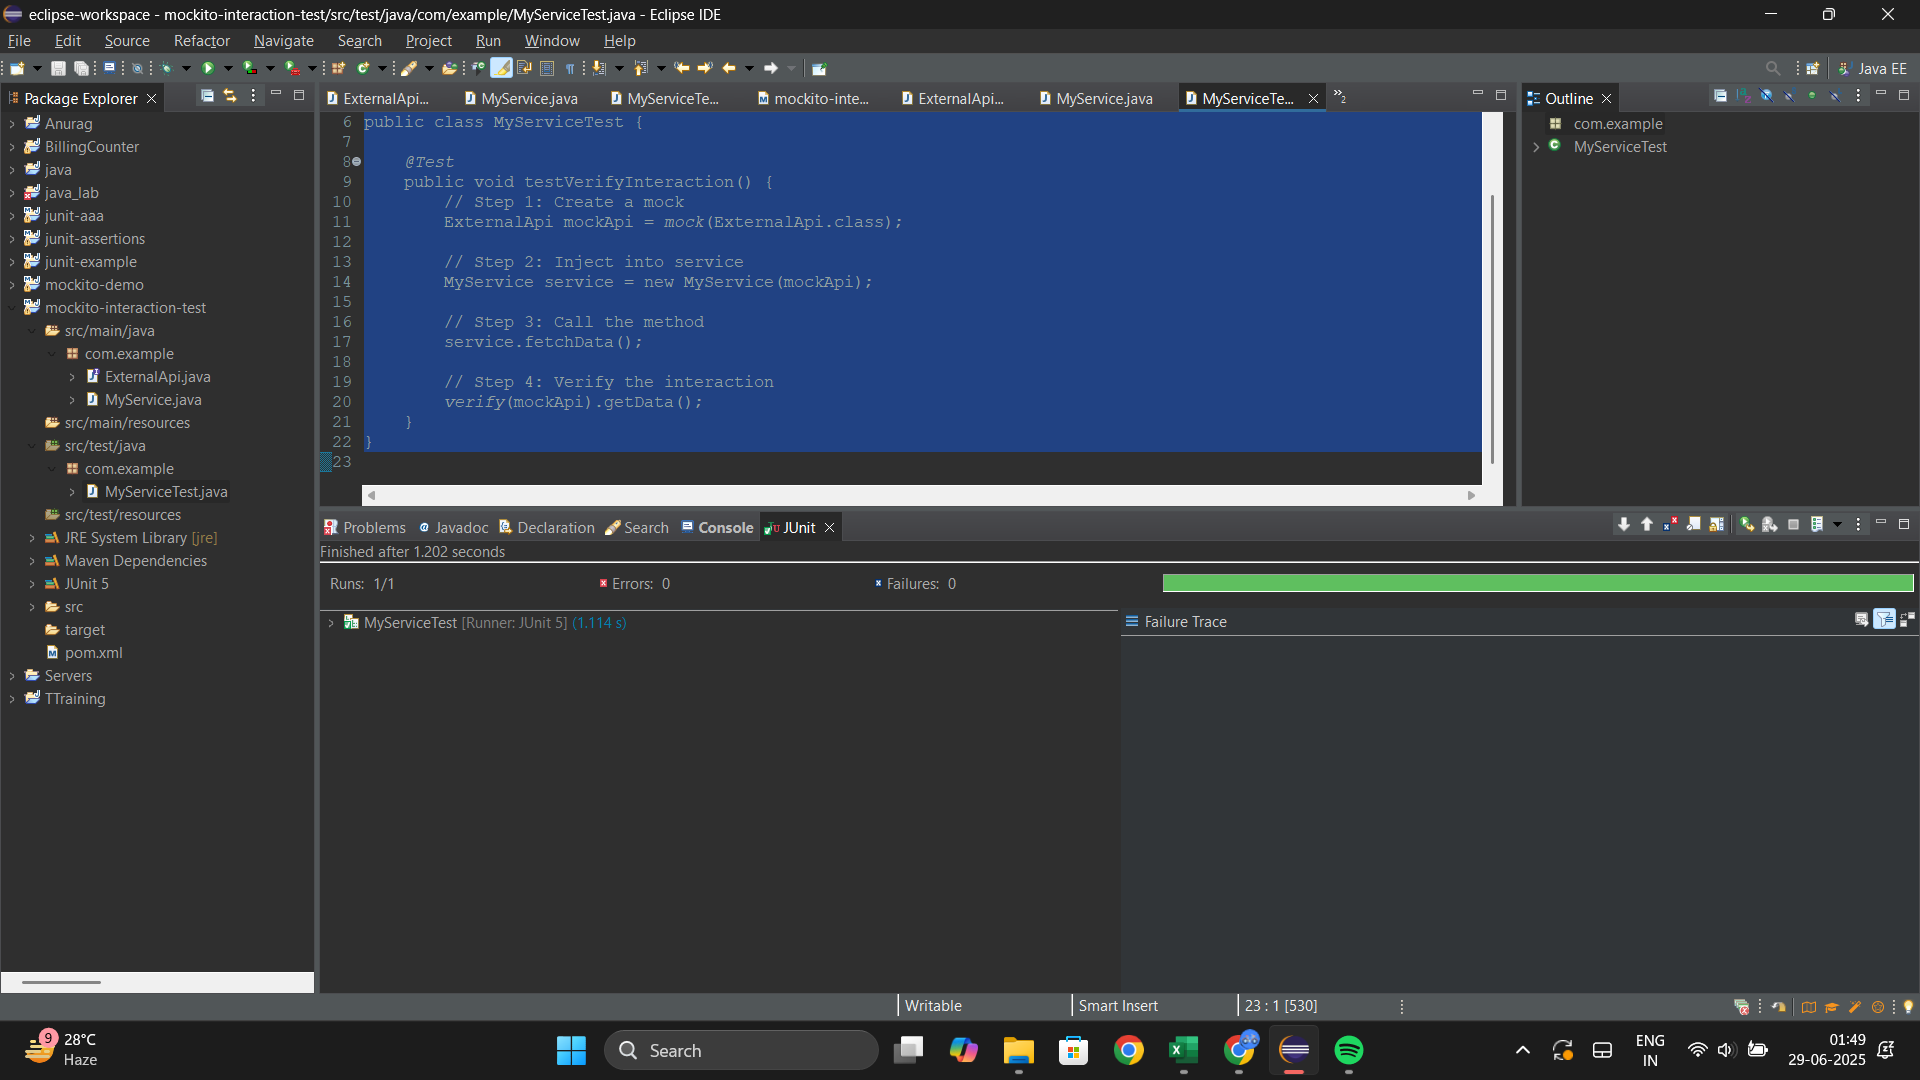 eclipse-workspace - mockito-interaction-test/src/test/java/com/example/MyServiceTest.java - Eclipse IDE
File Edit Source Refactor Navigate Search Project Run Window Help
Java EE
Package Explorer
Anurag
BillingCounter
java
java_lab
junit-aaa
junit-assertions
junit-example
mockito-demo
mockito-interaction-test
src/main/java
com.example
ExternalApi.java
MyService.java
src/main/resources
src/test/java
com.example
MyServiceTest.java
src/test/resources
JRE System Library [jre]
Maven Dependencies
JUnit 5
src
target
pom.xml
Servers
TTraining
ExternalApi... MyService.java MyServiceTe... mockito-inte... ExternalApi... MyService.java MyServiceTe... »2
6 public class MyServiceTest {
7
8 @Test
9 public void testVerifyInteraction() {
10 // Step 1: Create a mock
11 ExternalApi mockApi = mock(ExternalApi.class);
12
13 // Step 2: Inject into service
14 MyService service = new MyService(mockApi);
15
16 // Step 3: Call the method
17 service.fetchData();
18
19 // Step 4: Verify the interaction
20 verify(mockApi).getData();
21 }
22 }
23
Outline
com.example
MyServiceTest
Problems Javadoc Declaration Search Console JUnit
Finished after 1.202 seconds
Runs: 1/1 Errors: 0 Failures: 0
MyServiceTest [Runner: JUnit 5] (1.114 s)
Failure Trace
Writable Smart Insert 23 : 1 [530]
9
28°C
Haze
Search
ENG
IN
01:49
29-06-2025